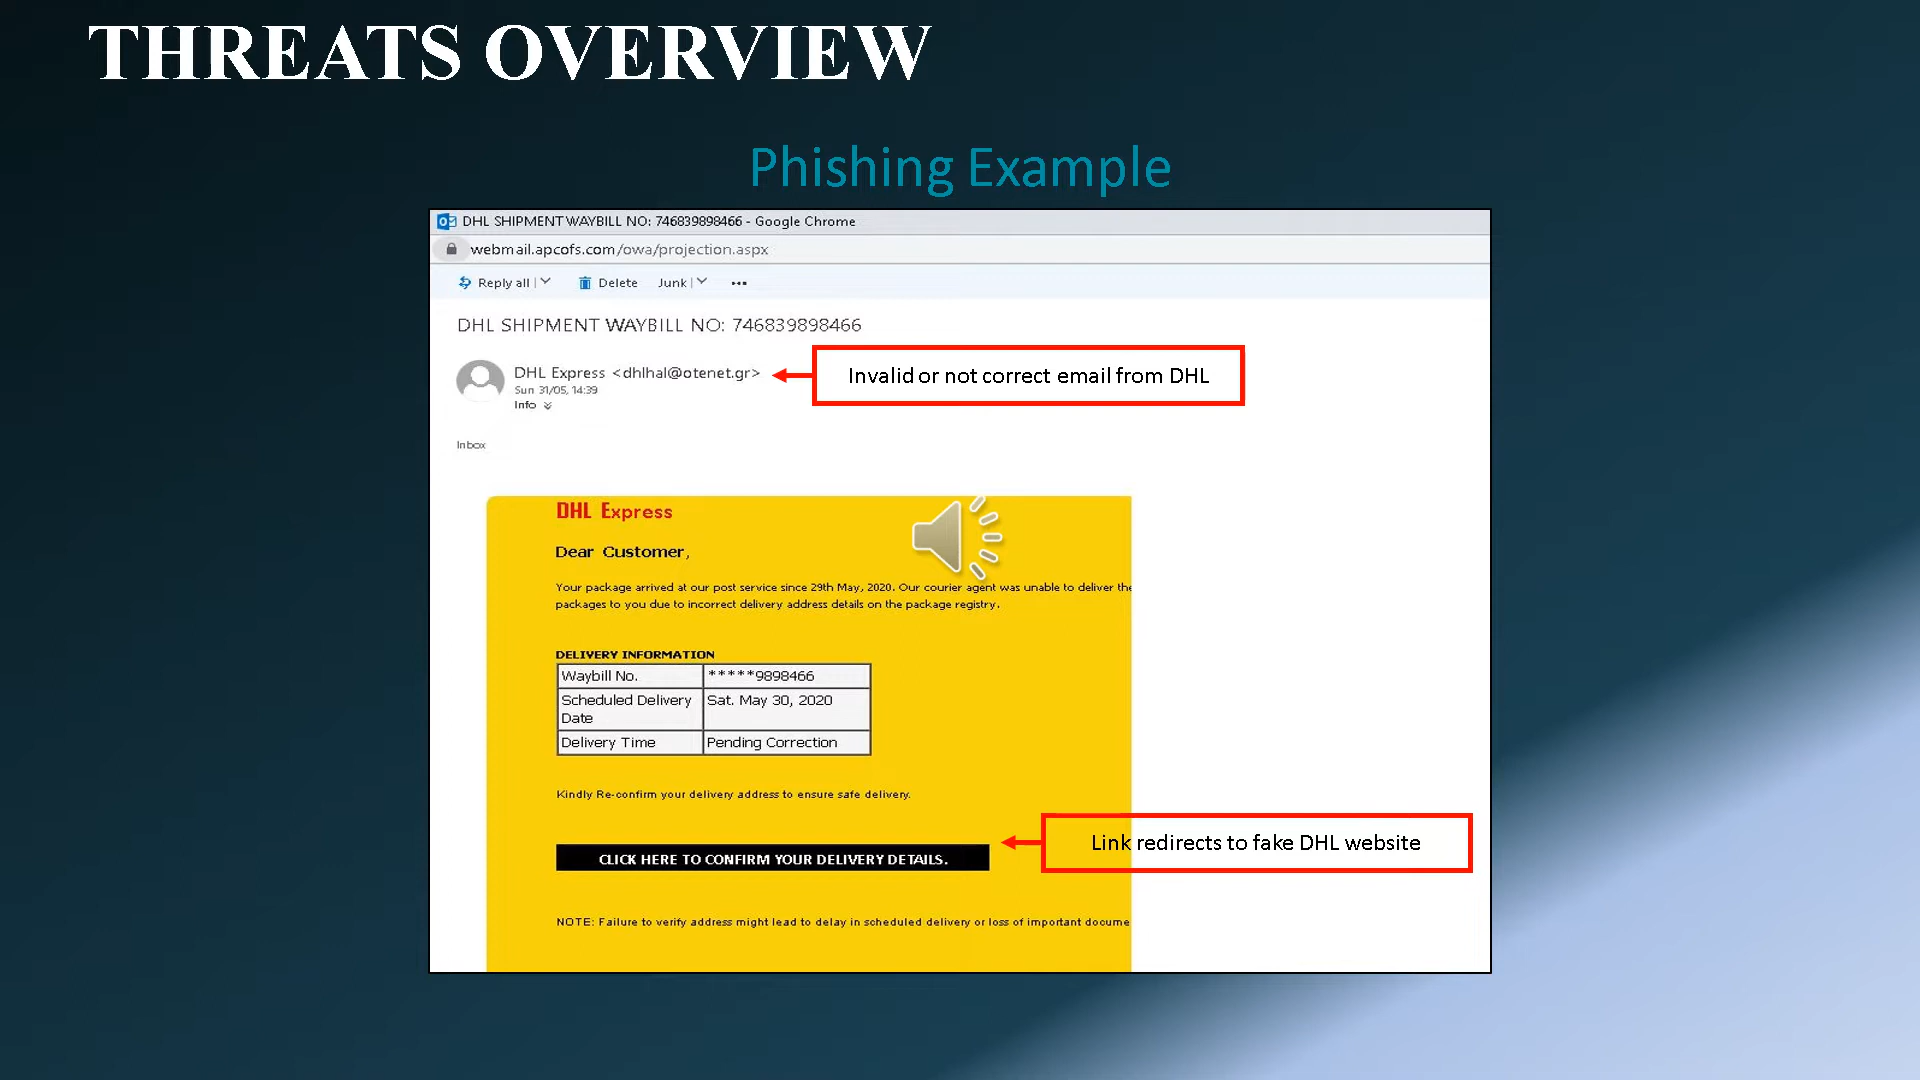 THREATS OVERVIEW
Phishing Example
DHL SHIPMENT WAYBILL NO: 746839898466 - Google Chrome
webmail.apcofs.com/owa/projection.aspx
Reply all | Delete Junk | •••
DHL SHIPMENT WAYBILL NO: 746839898466
DHL Express <dhlhal@otenet.gr>
Invalid or not correct email from DHL
Sun 31/05, 14:39
Info
Inbox
DHL Express
Dear Customer,
Your package arrived at our post service since 29th May, 2020. Our courier agent was unable to deliver the
packages to you due to incorrect delivery address details on the package registry.
DELIVERY INFORMATION
Waybill No. *****9898466
Scheduled Delivery Sat. May 30, 2020
Date
Delivery Time Pending Correction
Kindly Re-confirm your delivery address to ensure safe delivery.
Link redirects to fake DHL website
CLICK HERE TO CONFIRM YOUR DELIVERY DETAILS.
NOTE: Failure to verify address might lead to delay in scheduled delivery or loss of important docume